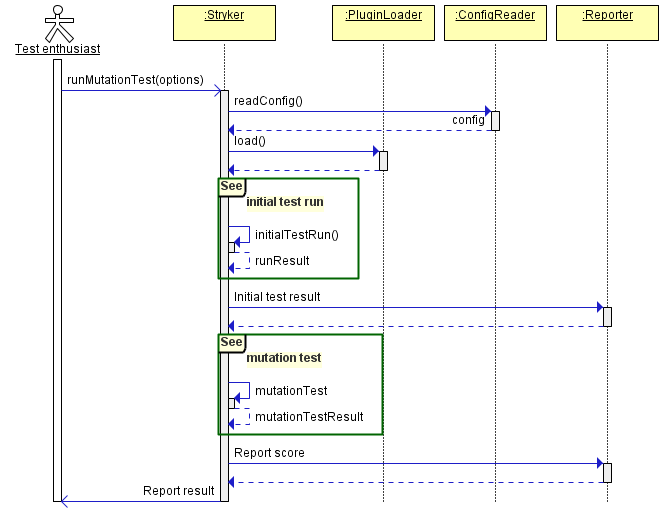 :Stryker
:PluginLoader
:ConfigReader
:Reporter
Test enthusiast
runMutationTest(options)
readConfig()
config
load()
See
initial test run
initialTestRun()
runResult
Initial test result
See
mutation test
mutationTest
mutationTestResult
Report score
Report result